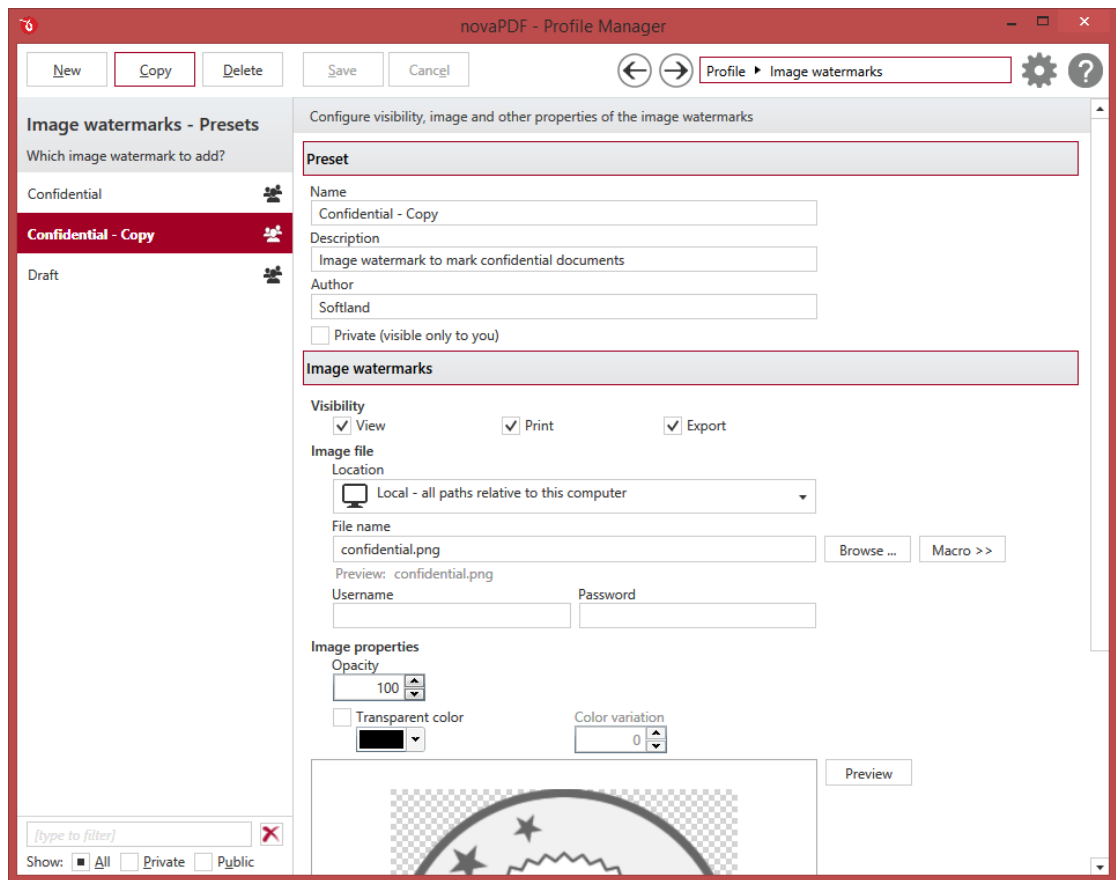 novaPDF - Profile Manager
New Copy Delete Save Cancel Profile Image watermarks ?
Image watermarks - Presets
Which image watermark to add?
Confidential
Confidential - Copy
Draft
[type to filter]
Show: All Private Public
Configure visibility, image and other properties of the image watermarks
Preset
Name
Confidential - Copy
Description
Image watermark to mark confidential documents
Author
Softland
Private (visible only to you)
Image watermarks
Visibility
View Print Export
Image file
Location
Local - all paths relative to this computer
File name
confidential.png Browse ... Macro >>
Preview: confidential.png
Username Password
Image properties
Opacity
100
Transparent color Color variation
0
Preview